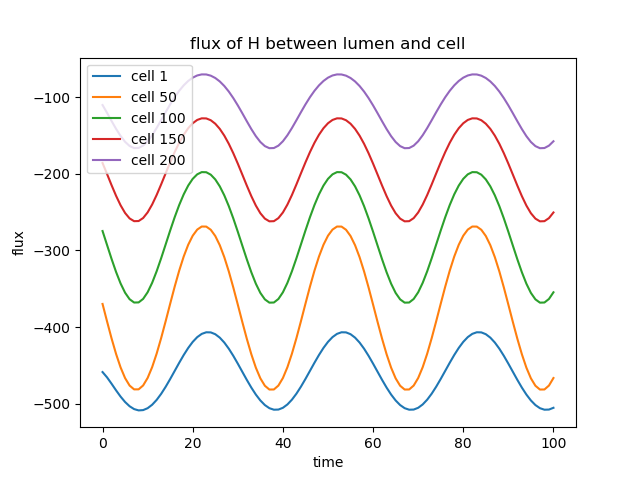 flux of H between lumen and cell
cell 1
cell 50
cell 100
cell 150
cell 200
−100
−200
−300
−400
−500
flux
0 20 40 60 80 100
time